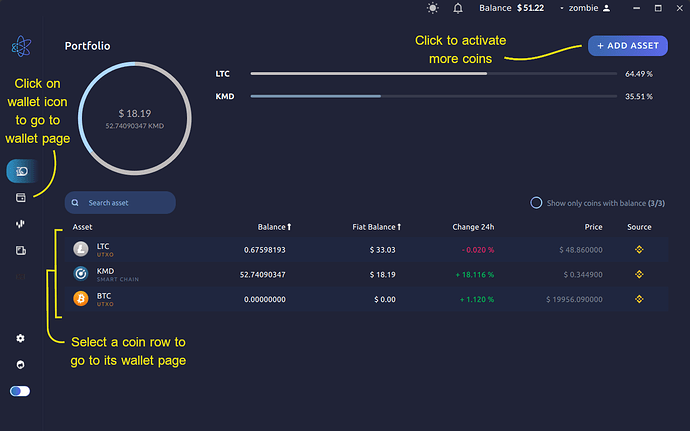 Balance $ 51.22 zombie
Portfolio
Click to activate
more coins
+ ADD ASSET
LTC 64.49 %
KMD 35.51 %
$ 18.19
52.74090347 KMD
Click on
wallet icon
to go to
wallet page
Search asset
Show only coins with balance (3/3)
Asset Balance Fiat Balance Change 24h Price Source
LTC
UTXO
0.67598193 $ 33.03 - 0.020 % $ 48.860000
KMD
SMART CHAIN
52.74090347 $ 18.19 + 18.116 % $ 0.344900
BTC
UTXO
0.00000000 $ 0.00 + 1.120 % $ 19956.090000
Select a coin row to
go to its wallet page